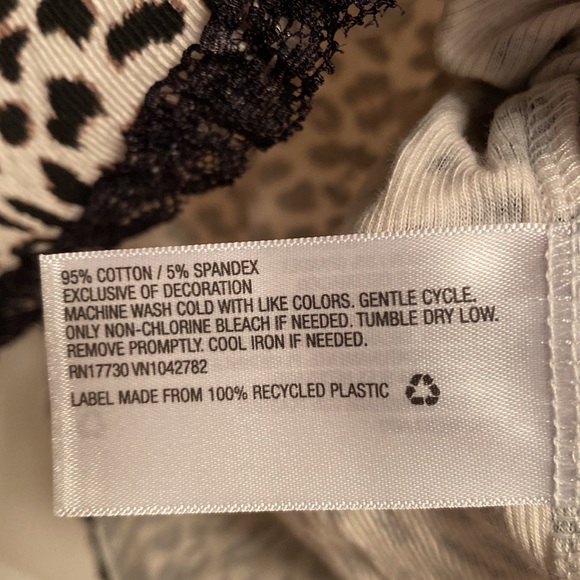 95% COTTON / 5% SPANDEX
EXCLUSIVE OF DECORATION
MACHINE WASH COLD WITH LIKE COLORS. GENTLE CYCLE.
ONLY NON-CHLORINE BLEACH IF NEEDED. TUMBLE DRY LOW.
REMOVE PROMPTLY. COOL IRON IF NEEDED.
RN17730 VN1042782
LABEL MADE FROM 100% RECYCLED PLASTIC